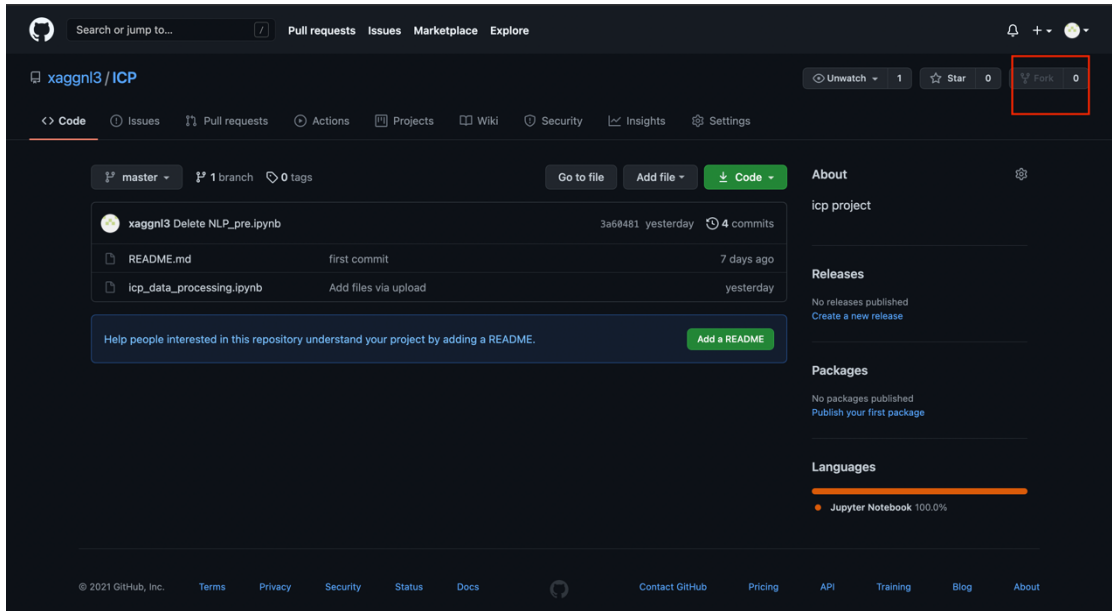 Search or jump to... / Pull requests Issues Marketplace Explore
xaggnl3 / ICP Unwatch 1 Star 0 Fork 0
<> Code Issues Pull requests Actions Projects Wiki Security Insights Settings
master 1 branch 0 tags Go to file Add file Code About
icp project
xaggnl3 Delete NLP_pre.ipynb 3a60481 yesterday 4 commits
README.md first commit 7 days ago
icp_data_processing.ipynb Add files via upload yesterday
Help people interested in this repository understand your project by adding a README. Add a README
Releases
No releases published
Create a new release
Packages
No packages published
Publish your first package
Languages
Jupyter Notebook 100.0%
© 2021 GitHub, Inc. Terms Privacy Security Status Docs Contact GitHub Pricing API Training Blog About